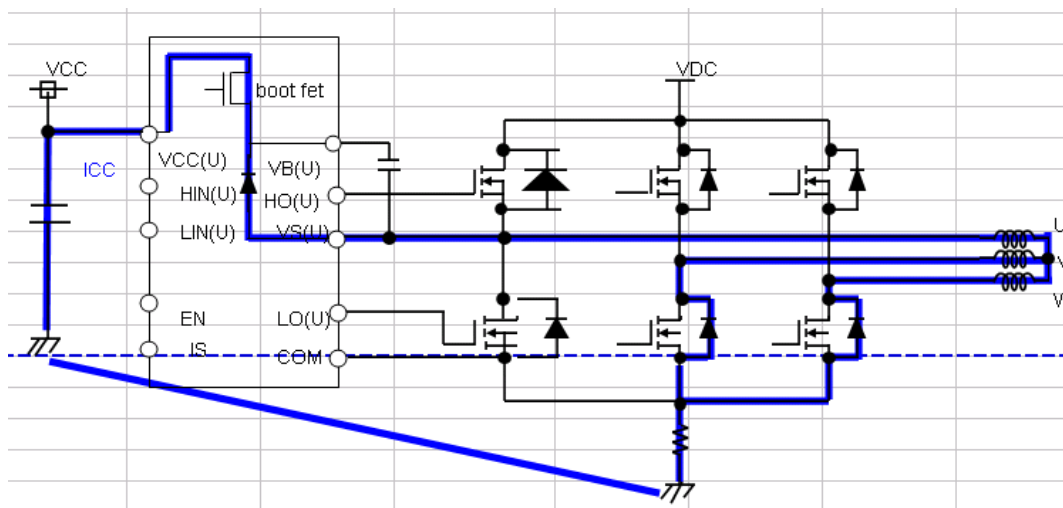 VCC
VDC
boot fet
ICC
VCC(U)
VB(U)
HIN(U)
HO(U)
LIN(U)
VS(U)
U
V
W
EN
LO(U)
IS
COM